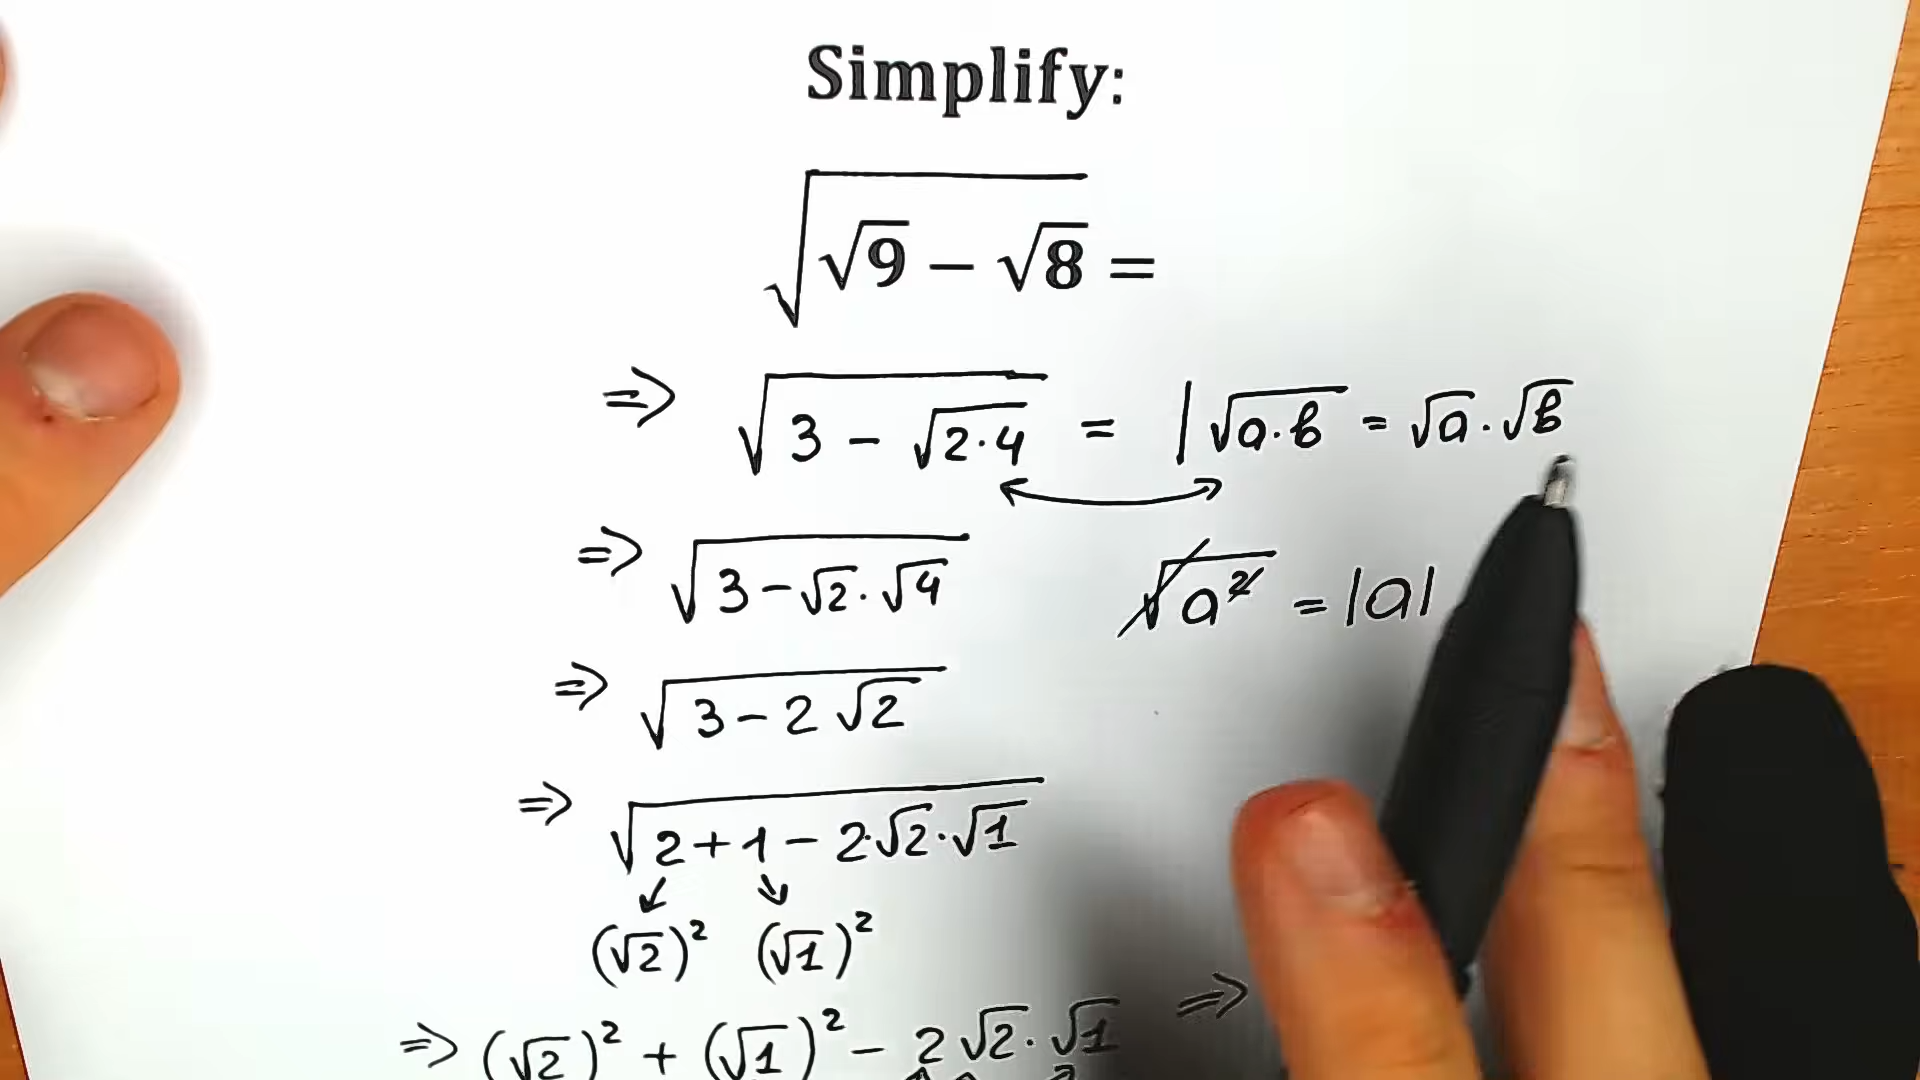 Simplify:
√(√9 − √8) =
⇒ √(3 − √(2·4)) = | √(a·b) = √a · √b
⇒ √(3 − √2 · √4)
√(a²) = |a|
⇒ √(3 − 2√2)
⇒ √(2 + 1 − 2·√2·√1)
(√2)² (√1)²
⇒ (√2)² + (√1)² − 2√2·√1 ⇒